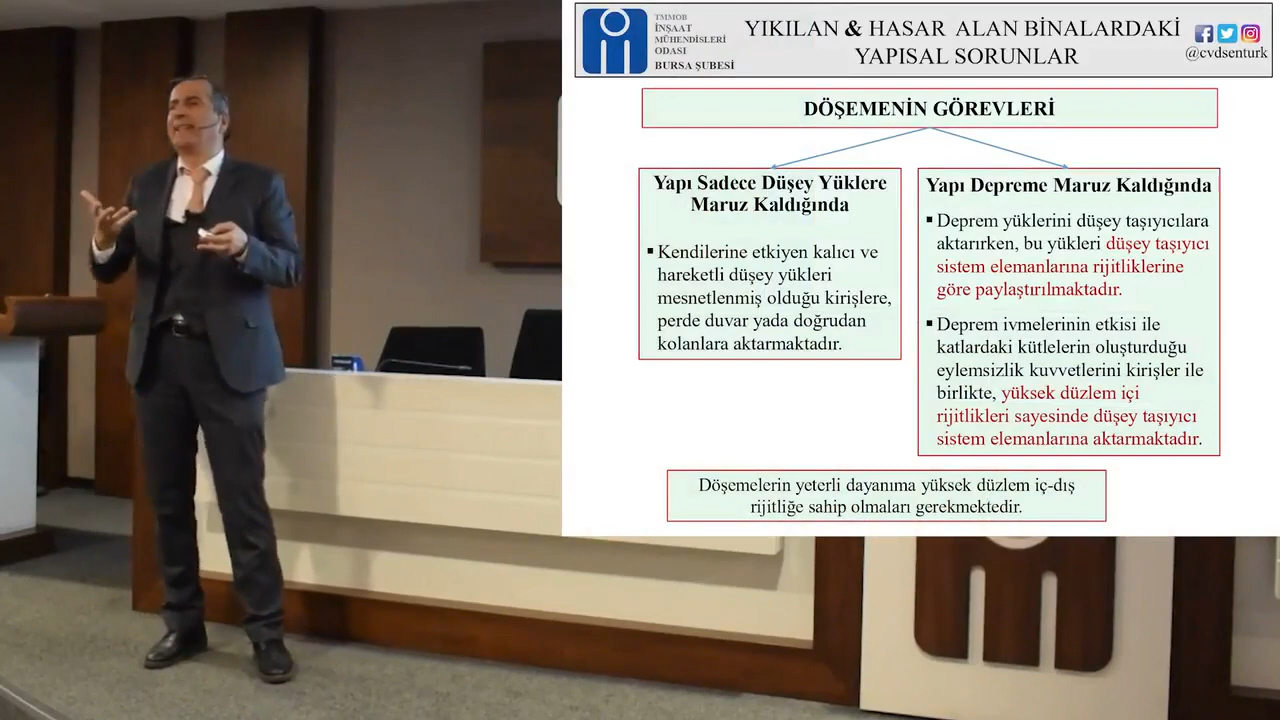 TMMOB
İNŞAAT
MÜHENDİSLERİ
ODASI
BURSA ŞUBESİ
YIKILAN & HASAR ALAN BİNALARDAKİ
YAPISAL SORUNLAR
@cvdsenturk
DÖŞEMENİN GÖREVLERİ
Yapı Sadece Düşey Yüklere
Maruz Kaldığında
▪ Kendilerine etkiyen kalıcı ve
hareketli düşey yükleri
mesnetlenmiş olduğu kirişlere,
perde duvar yada doğrudan
kolanlara aktarmaktadır.
Yapı Depreme Maruz Kaldığında
▪ Deprem yüklerini düşey taşıyıcılara
aktarırken, bu yükleri düşey taşıyıcı
sistem elemanlarına rijitliklerine
göre paylaştırılmaktadır.
▪ Deprem ivmelerinin etkisi ile
katlardaki kütlelerin oluşturduğu
eylemsizlik kuvvetlerini kirişler ile
birlikte, yüksek düzlem içi
rijitlikleri sayesinde düşey taşıyıcı
sistem elemanlarına aktarmaktadır.
Döşemelerin yeterli dayanıma yüksek düzlem iç-dış
rijitliğe sahip olmaları gerekmektedir.